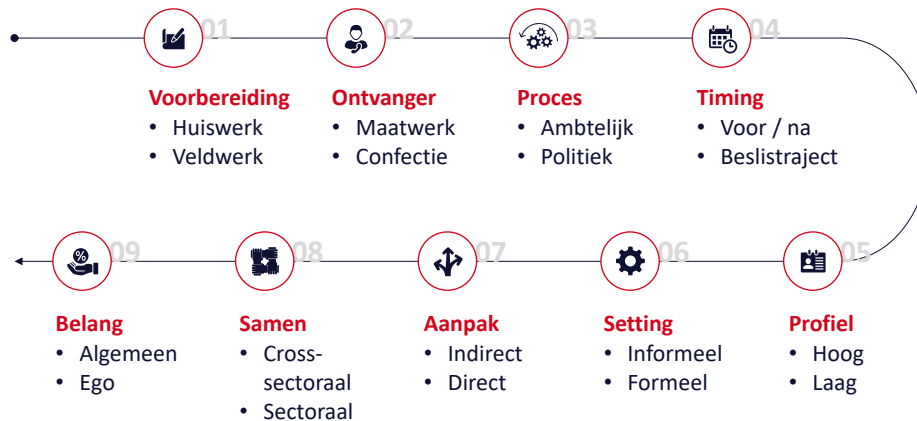 01
Voorbereiding
• Huiswerk
• Veldwerk
02
Ontvanger
• Maatwerk
• Confectie
03
Proces
• Ambtelijk
• Politiek
04
Timing
• Voor / na
• Beslistraject
05
Profiel
• Hoog
• Laag
06
Setting
• Informeel
• Formeel
07
Aanpak
• Indirect
• Direct
08
Samen
• Cross-
sectoraal
• Sectoraal
09
%
Belang
• Algemeen
• Ego